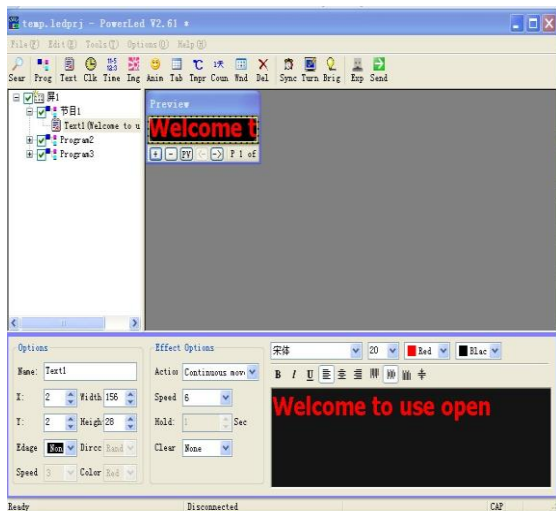 temp.ledprj - PowerLed V2.61 *
File(F) Edit(E) Tools(T) Options(O) Help(H)
Sear Prog Text Clk Time Img Anim Tab Tmpr Coun Wnd Del Sync Turn Brig Exp Send
屏1
节目1
Text1(Welcome to u
Program2
Program3
Preview
Welcome t
+ - PV <- -> P 1 of
Options
Name: Text1
X: 2 Width 156
Y: 2 Heigh 28
Edage Non Direc Rand
Speed 3 Color Red
Effect Options
Action Continuous move
Speed 6
Hold: 1 Sec
Clear None
宋体 20 Red Blac
B I U
Welcome to use open
Ready Disconnected CAP